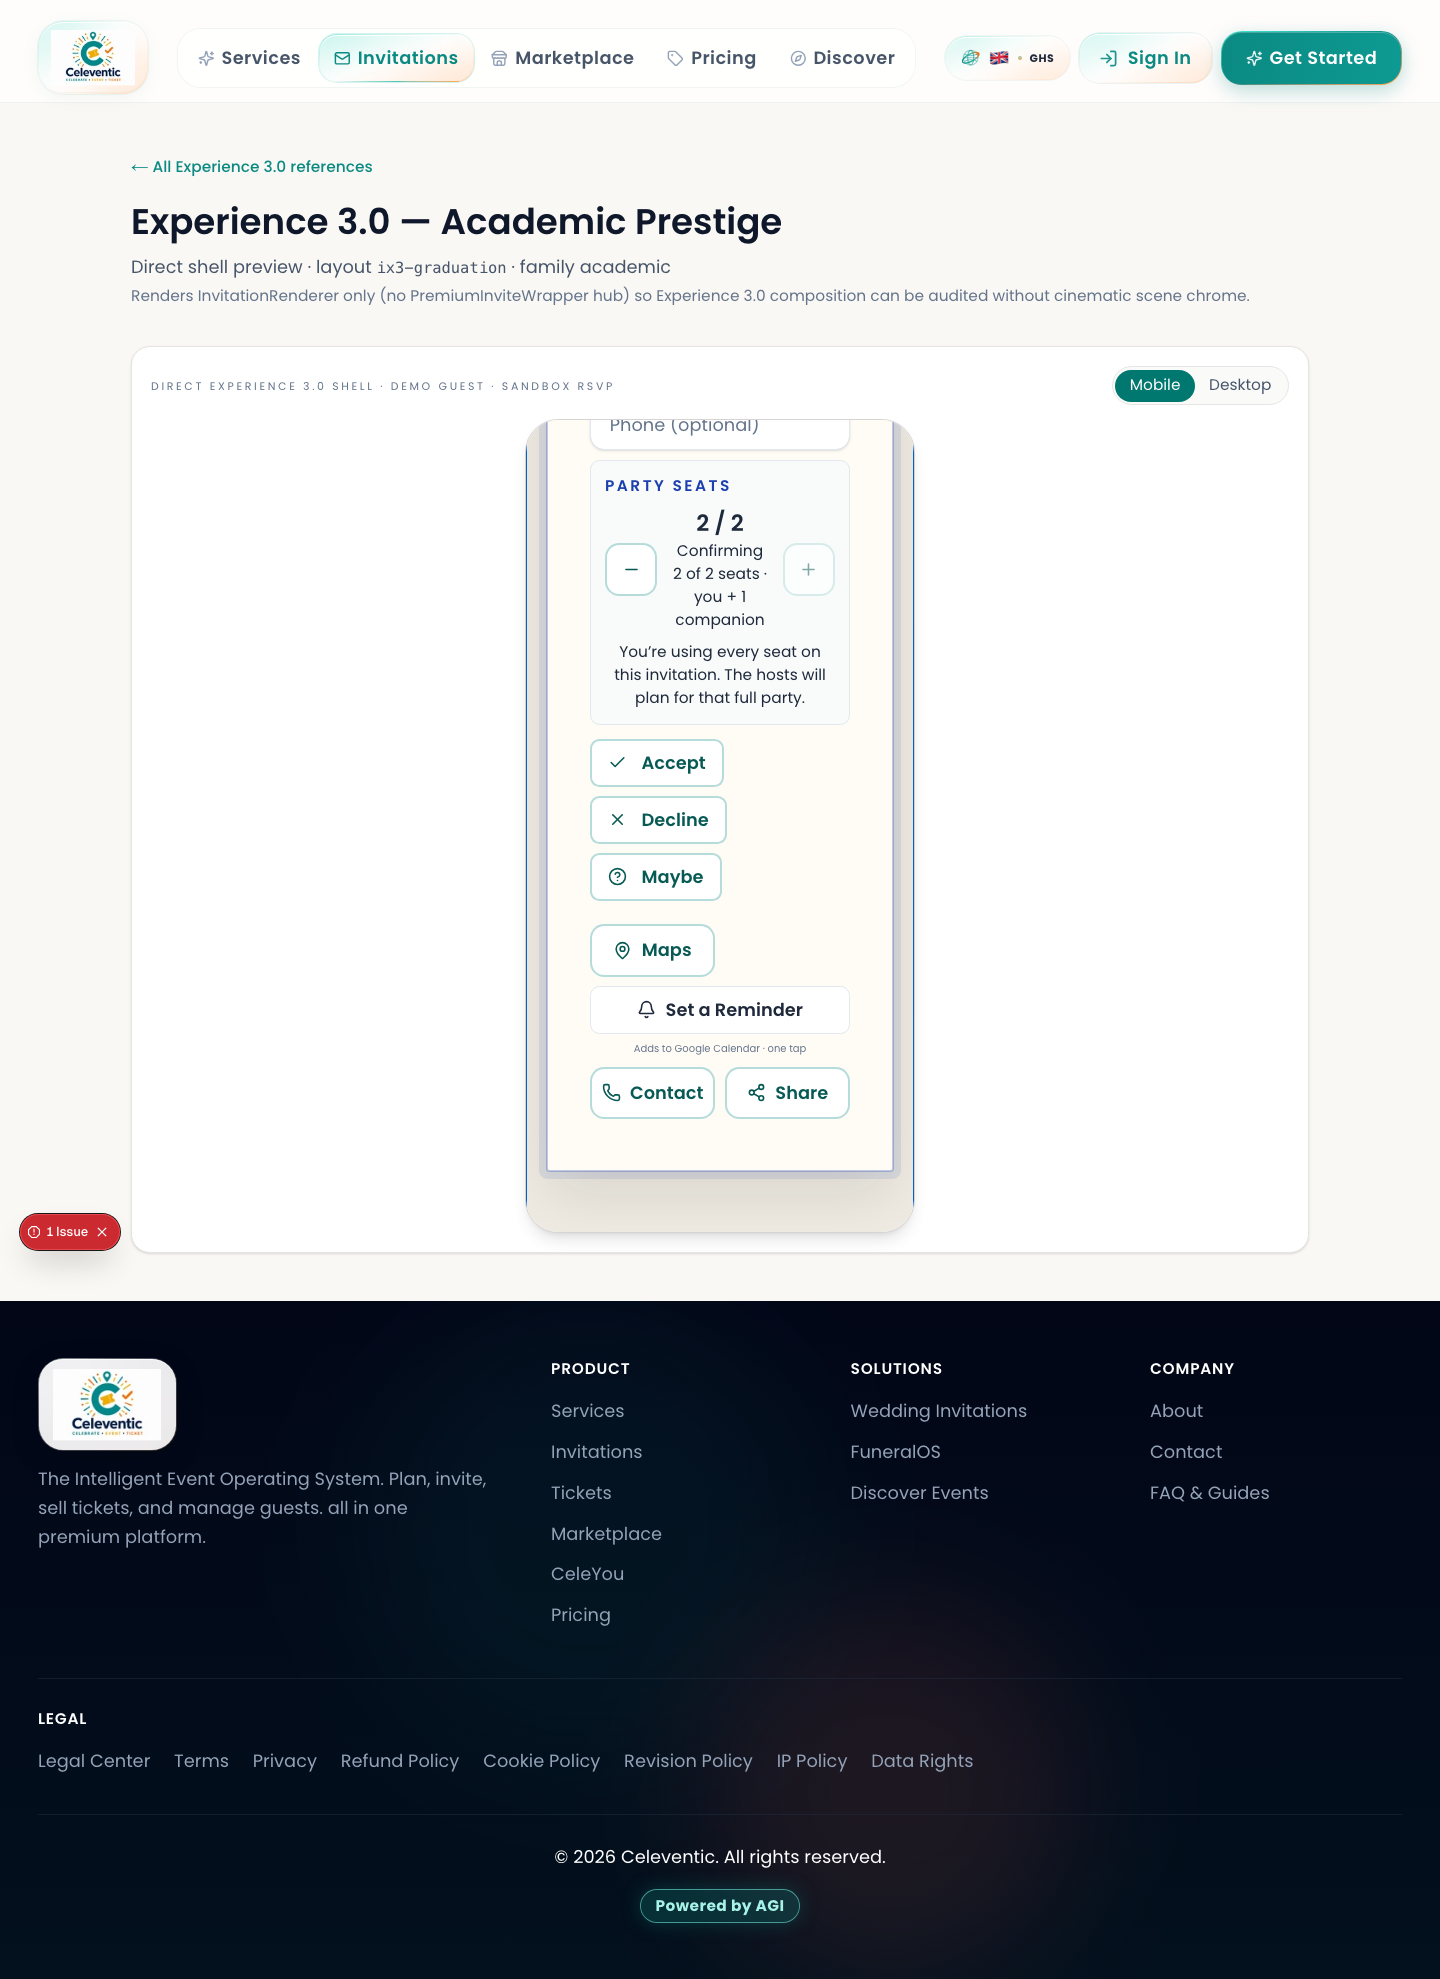 Celeventic
CELEBRATE • EVENT • TICKET
Services
Invitations
Marketplace
Pricing
Discover
GHS
Sign In
Get Started
← All Experience 3.0 references
Experience 3.0 — Academic Prestige
Direct shell preview · layout ix3-graduation · family academic
Renders InvitationRenderer only (no PremiumInviteWrapper hub) so Experience 3.0 composition can be audited without cinematic scene chrome.
DIRECT EXPERIENCE 3.0 SHELL · DEMO GUEST · SANDBOX RSVP
Mobile
Desktop
Phone (optional)
PARTY SEATS
2 / 2
Confirming
2 of 2 seats ·
you + 1
companion
You’re using every seat on
this invitation. The hosts will
plan for that full party.
Accept
Decline
Maybe
Maps
Set a Reminder
Adds to Google Calendar · one tap
Contact
Share
1 Issue
Celeventic
CELEBRATE • EVENT • TICKET
The Intelligent Event Operating System. Plan, invite,
sell tickets, and manage guests. all in one
premium platform.
PRODUCT
Services
Invitations
Tickets
Marketplace
CeleYou
Pricing
SOLUTIONS
Wedding Invitations
FuneralOS
Discover Events
COMPANY
About
Contact
FAQ & Guides
LEGAL
Legal Center
Terms
Privacy
Refund Policy
Cookie Policy
Revision Policy
IP Policy
Data Rights
© 2026 Celeventic. All rights reserved.
Powered by AGI